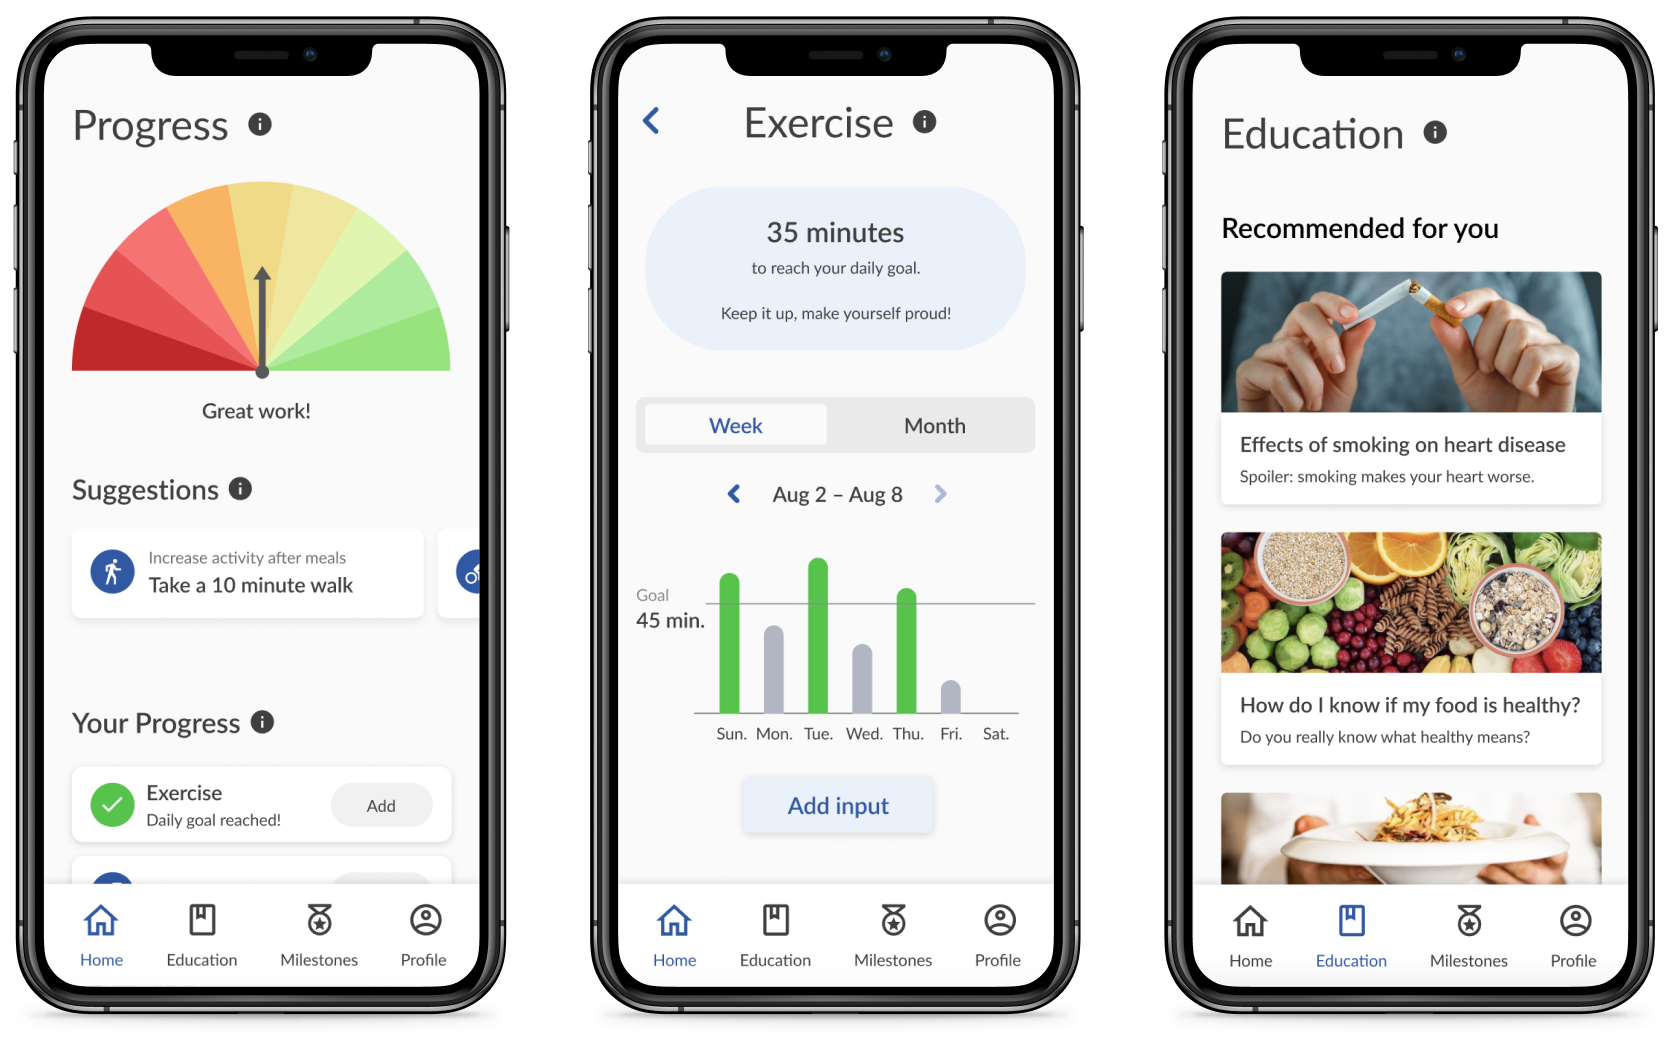 Progress
Great work!
Suggestions
Increase activity after meals
Take a 10 minute walk
Your Progress
Exercise
Daily goal reached!
Add
Home
Education
Milestones
Profile
Exercise
35 minutes
to reach your daily goal.
Keep it up, make yourself proud!
Week
Month
Aug 2 – Aug 8
Goal
45 min.
Sun.
Mon.
Tue.
Wed.
Thu.
Fri.
Sat.
Add input
Home
Education
Milestones
Profile
Education
Recommended for you
Effects of smoking on heart disease
Spoiler: smoking makes your heart worse.
How do I know if my food is healthy?
Do you really know what healthy means?
Home
Education
Milestones
Profile